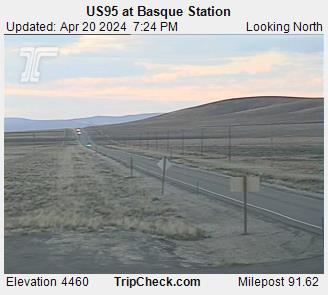 US95 at Basque Station
Updated: Apr 20 2024 7:24 PM Looking North
Elevation 4460 TripCheck.com Milepost 91.62